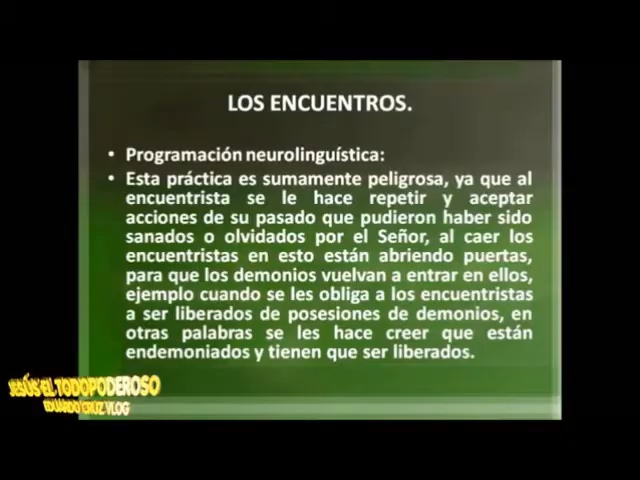 LOS ENCUENTROS.
• Programación neurolinguística:
• Esta práctica es sumamente peligrosa, ya que al
encuentrista se le hace repetir y aceptar
acciones de su pasado que pudieron haber sido
sanados o olvidados por el Señor, al caer los
encuentristas en esto están abriendo puertas,
para que los demonios vuelvan a entrar en ellos,
ejemplo cuando se les obliga a los encuentristas
a ser liberados de posesiones de demonios, en
otras palabras se les hace creer que están
endemoniados y tienen que ser liberados.
JESÚS EL TODOPODEROSO
EDUARDO CRUZ VLOG